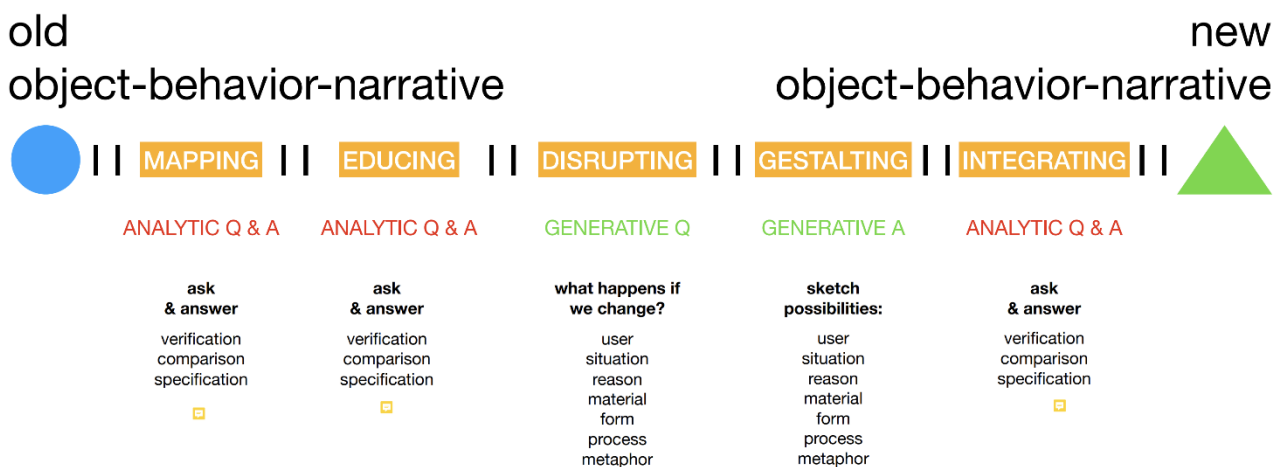 old
object-behavior-narrative
new
object-behavior-narrative
MAPPING
EDUCING
DISRUPTING
GESTALTING
INTEGRATING
ANALYTIC Q & A
ANALYTIC Q & A
GENERATIVE Q
GENERATIVE A
ANALYTIC Q & A
ask
& answer
verification
comparison
specification
ask
& answer
verification
comparison
specification
what happens if
we change?
user
situation
reason
material
form
process
metaphor
sketch
possibilities:
user
situation
reason
material
form
process
metaphor
ask
& answer
verification
comparison
specification